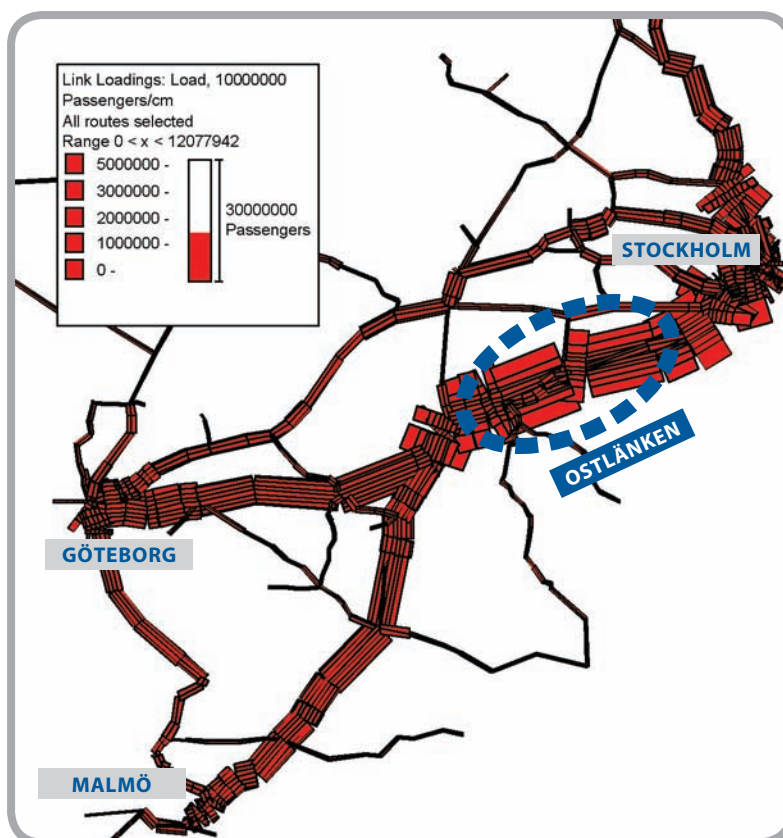 Link Loadings: Load, 10000000
Passengers/cm
All routes selected
Range 0 < x < 12077942
5000000 -
3000000 -
2000000 -
1000000 -
0 -
30000000
Passengers
STOCKHOLM
OSTLÄNKEN
GÖTEBORG
MALMÖ